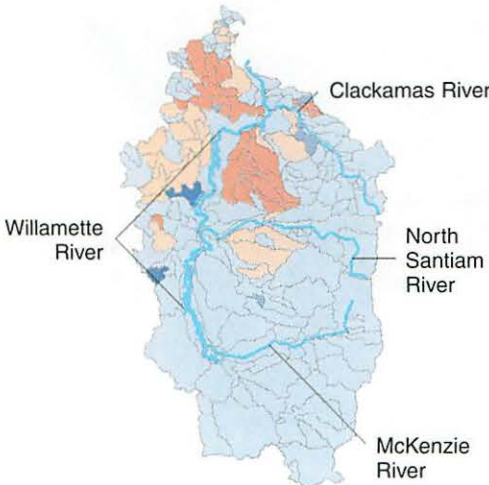 Clackamas River
Willamette
River
North
Santiam
River
McKenzie
River